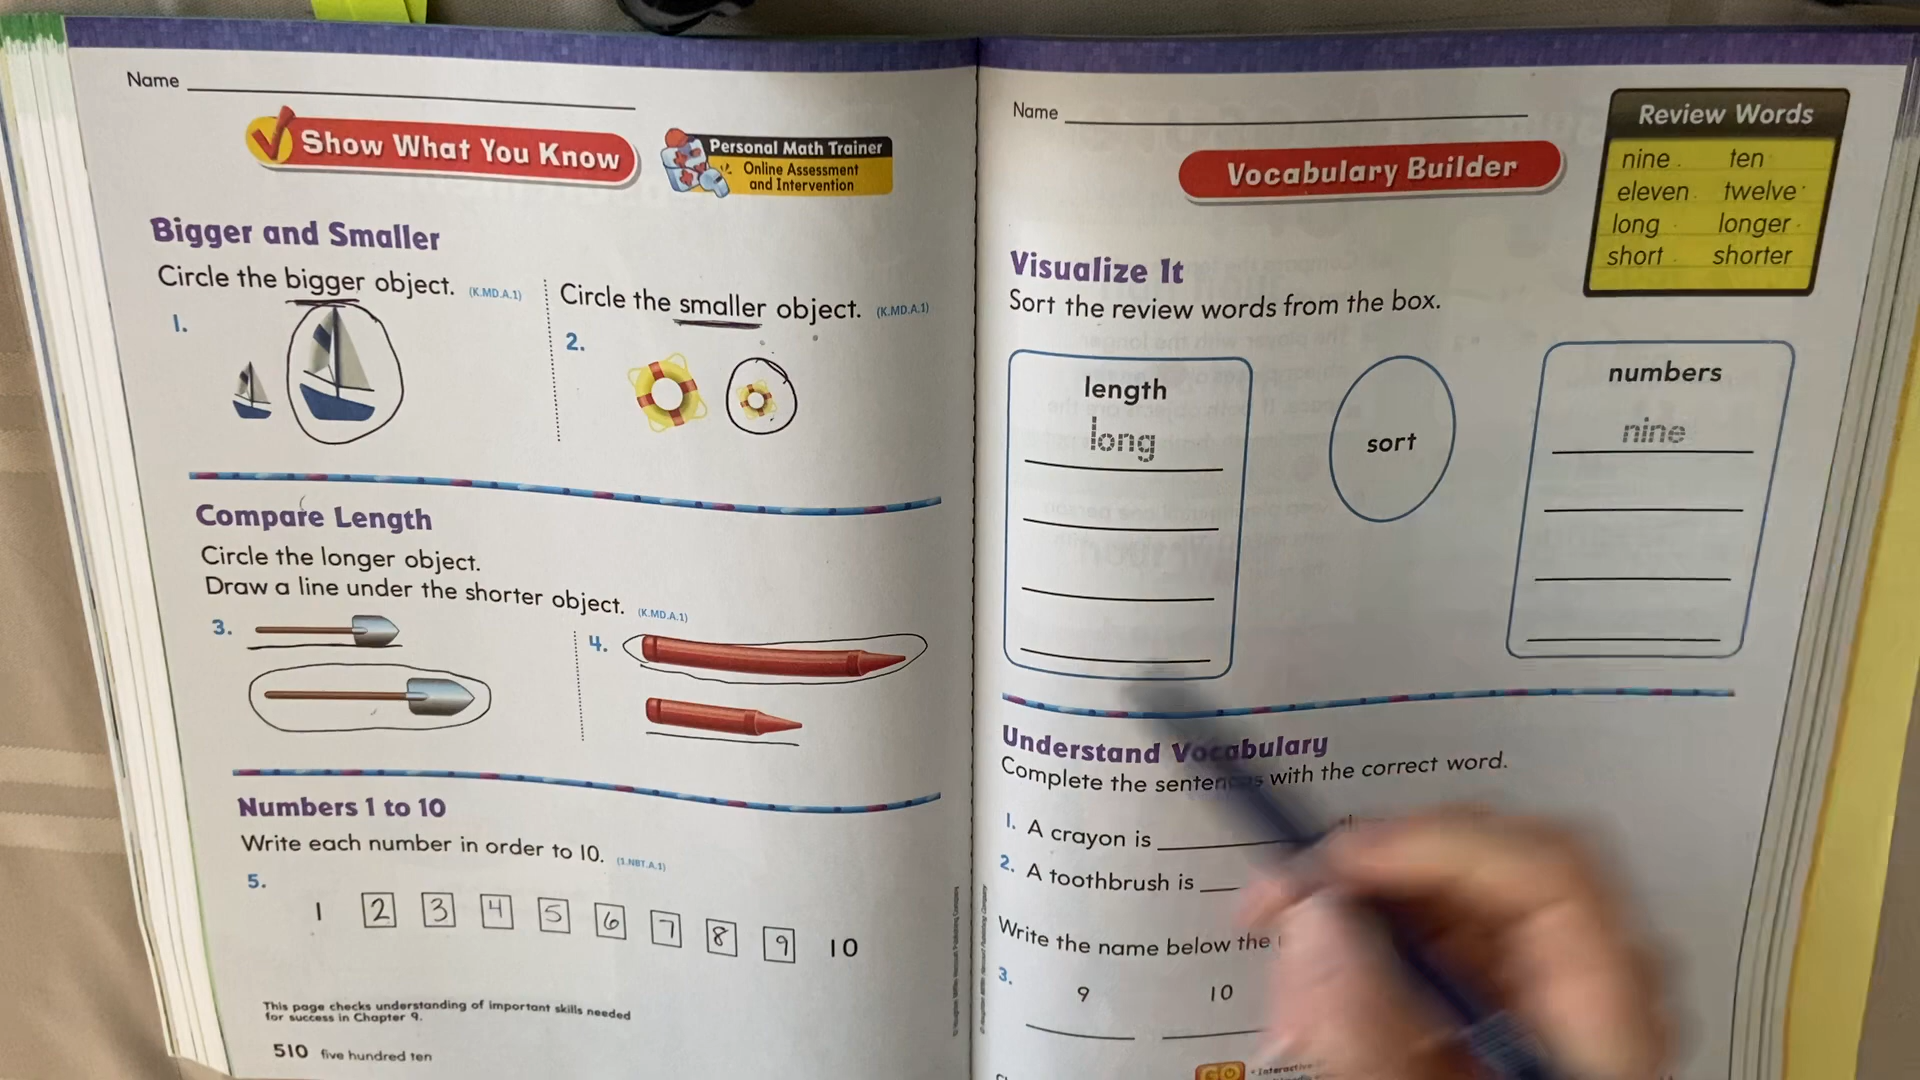 Name
Show What You Know
Personal Math Trainer
Online Assessment
and Intervention
Bigger and Smaller
Circle the bigger object. (K.MD.A.1)
1.
Circle the smaller object. (K.MD.A.1)
2.
Compare Length
Circle the longer object.
Draw a line under the shorter object. (K.MD.A.1)
3.
4.
Numbers 1 to 10
Write each number in order to 10. (1.NBT.A.1)
5.
1 2 3 4 5 6 7 8 9 10
This page checks understanding of important skills needed
for success in Chapter 9.
510 five hundred ten
Name
Vocabulary Builder
Review Words
nine ten
eleven twelve
long longer
short shorter
Visualize It
Sort the review words from the box.
length
long
sort
numbers
nine
Understand Vocabulary
Complete the sentences with the correct word.
1. A crayon is
2. A toothbrush is
Write the name below the
3.
9 10
• Interactive